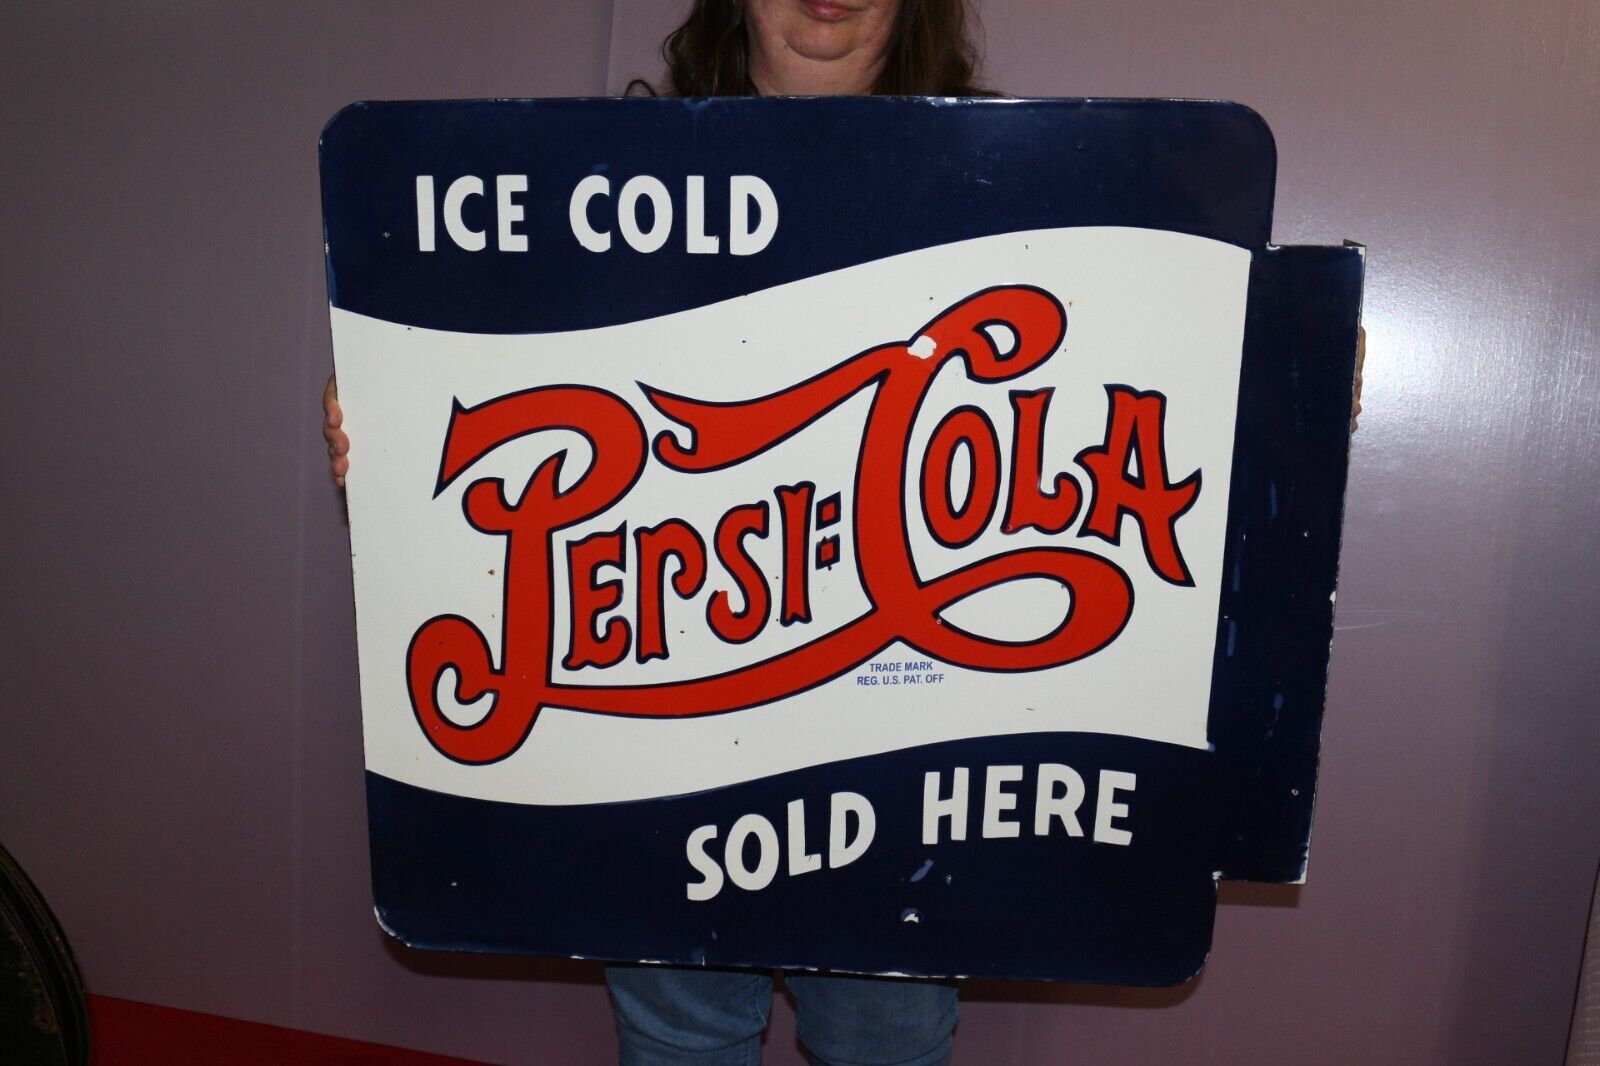 ICE COLD
PEPSI:COLA
TRADE MARK
REG. U.S. PAT. OFF
SOLD HERE